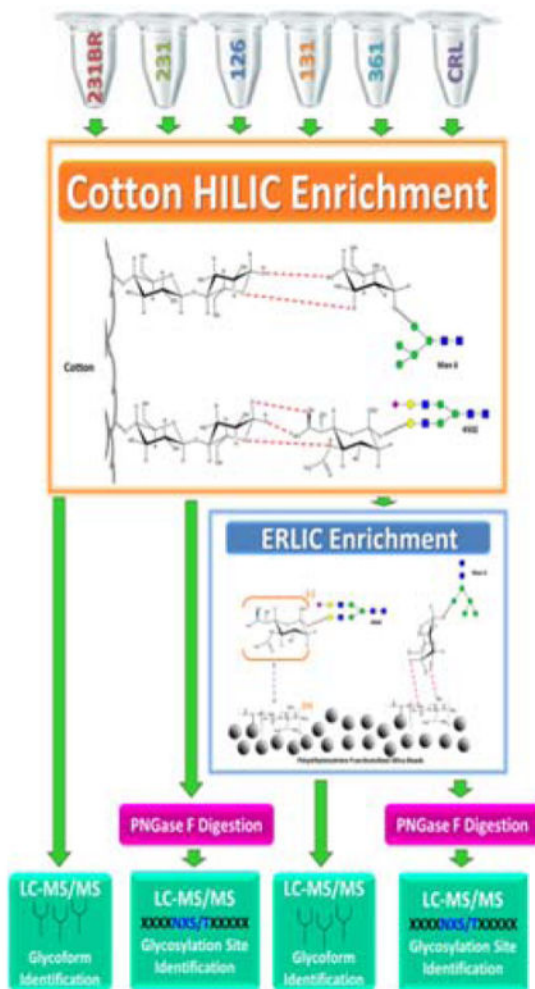 231BR
231
126
131
361
CRL
Cotton HILIC Enrichment
Cotton
Man 6
ERLIC Enrichment
PNGase F Digestion
PNGase F Digestion
LC-MS/MS
Glycoform
Identification
LC-MS/MS
XXXXNXS/TXXXXX
Glycosylation Site
Identification
LC-MS/MS
Glycoform
Identification
LC-MS/MS
XXXXNXS/TXXXXX
Glycosylation Site
Identification